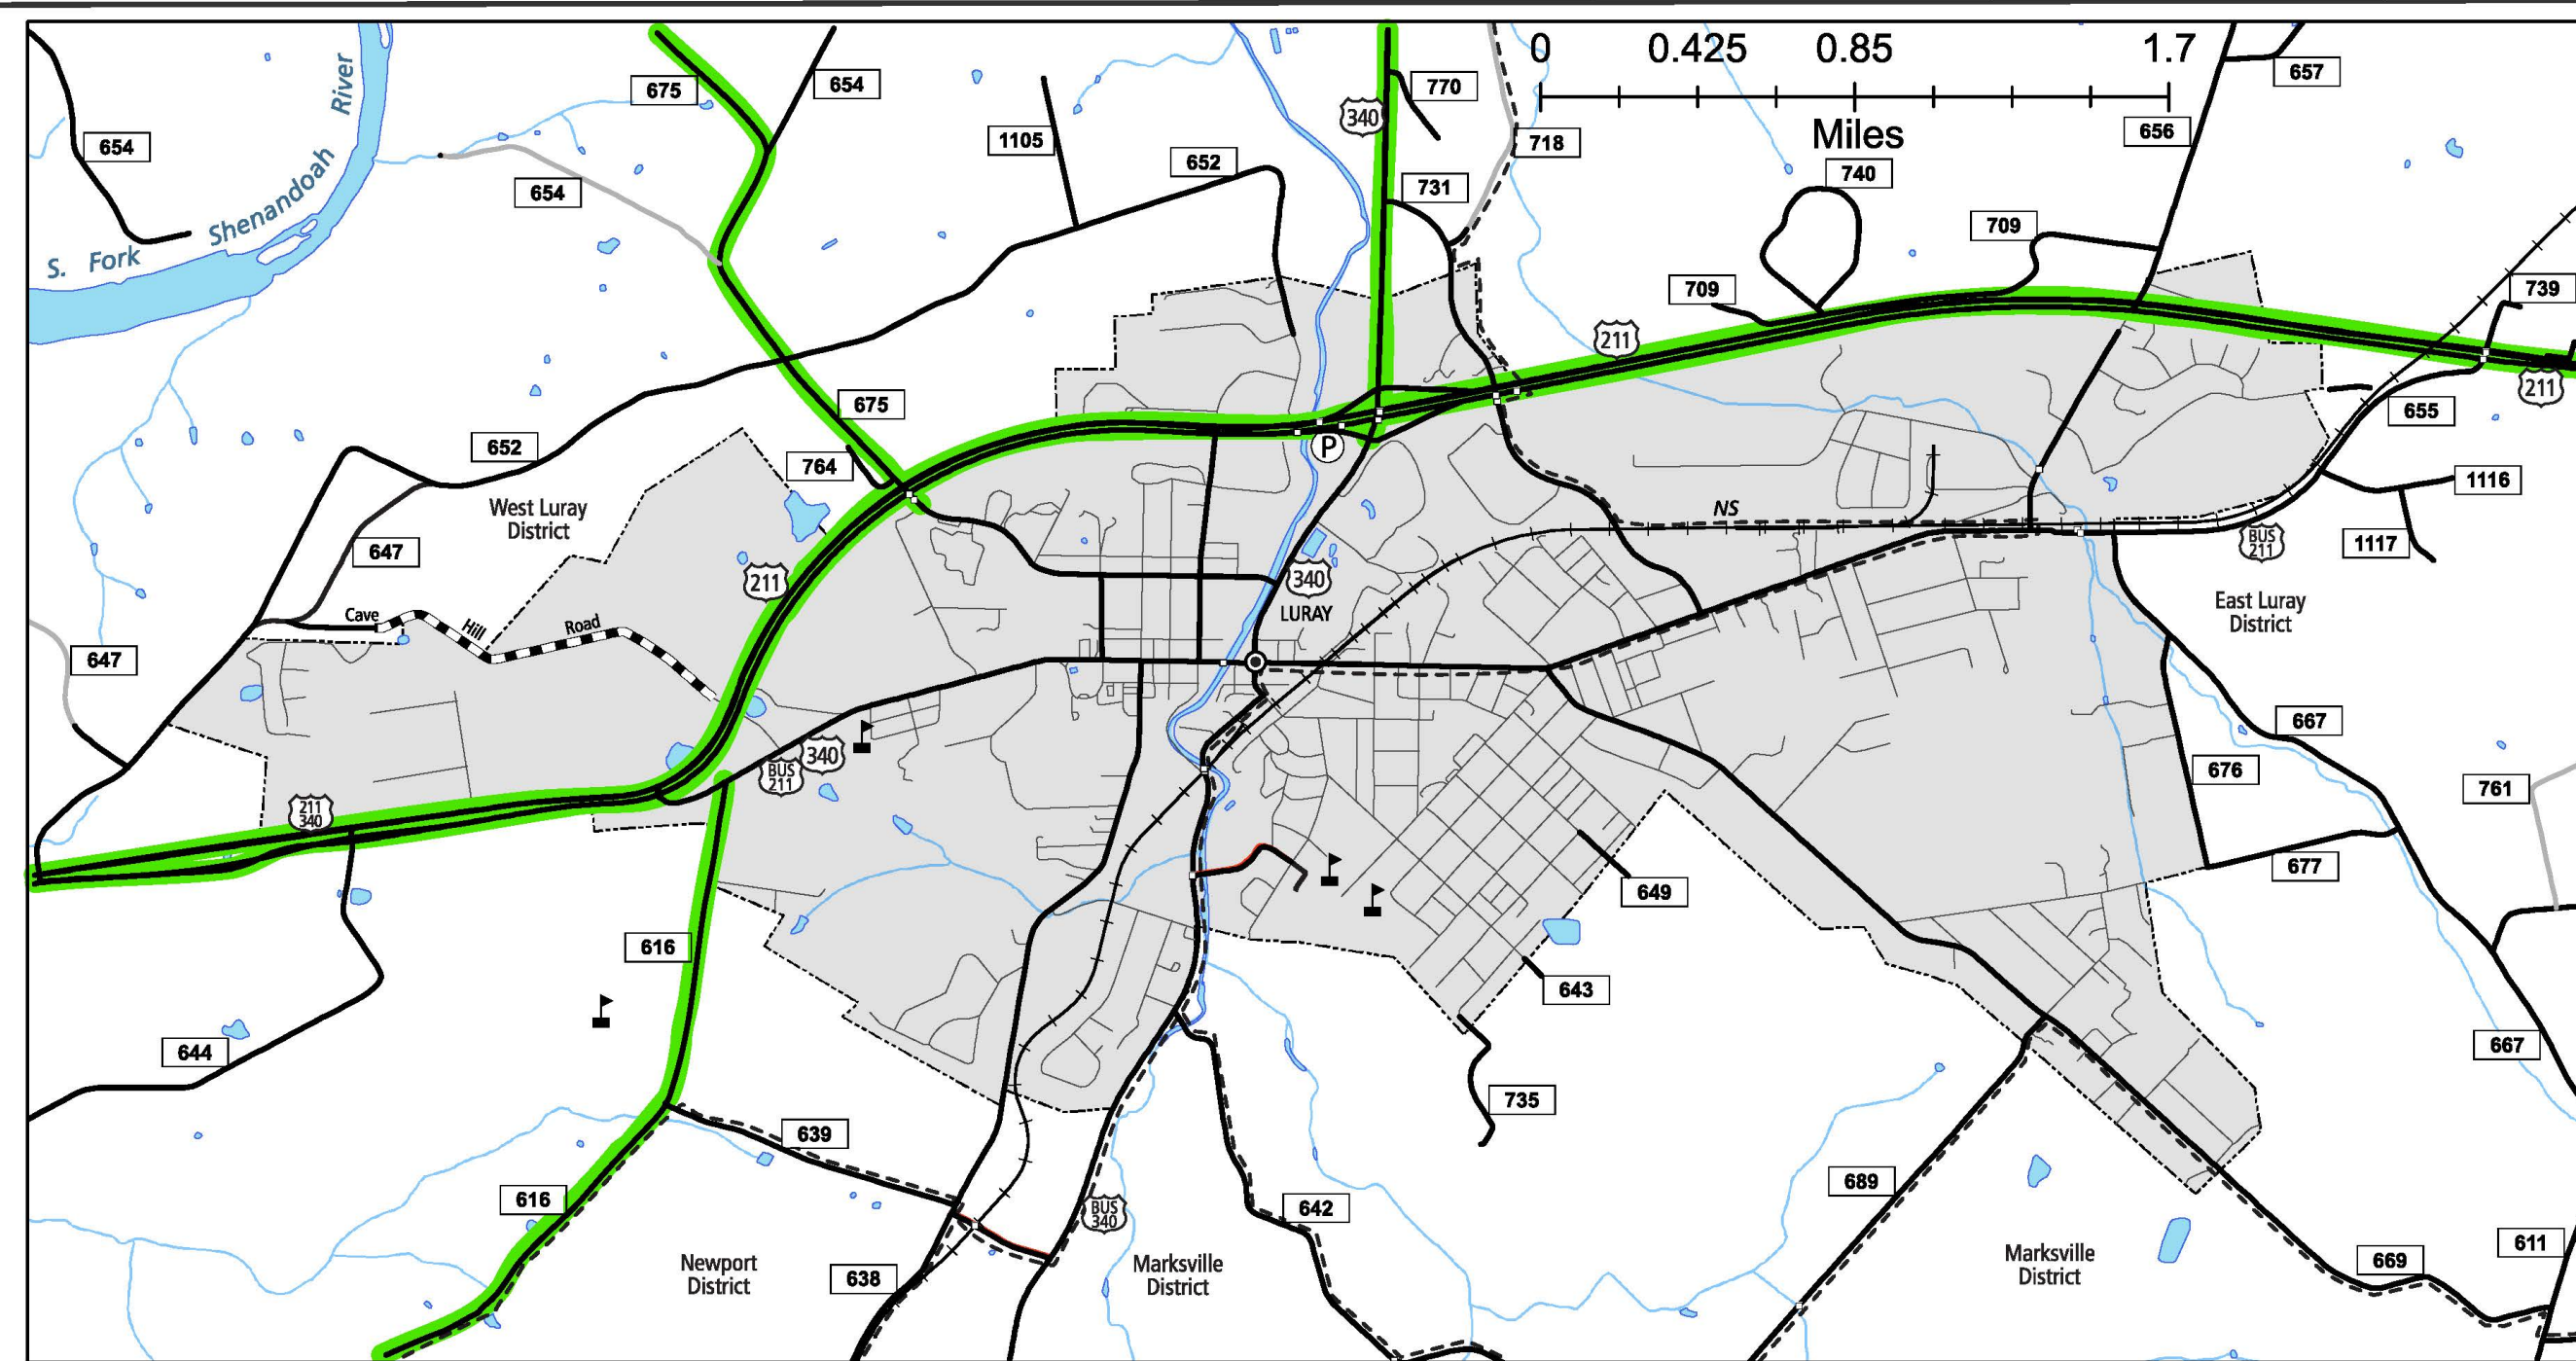 0 0.425 0.85 1.7
Miles
675
654
340
770
657
654
S. Fork Shenandoah River
1105
652
718
656
654
731
740
709
709
739
211
211
675
655
652
764
P
1116
West Luray
District
NS
647
BUS
211
1117
211
340
LURAY
East Luray
District
Cave Hill Road
647
667
340
BUS
211
676
761
211
340
677
649
616
643
644
667
735
639
689
616
642
BUS
340
611
669
Newport
District
638
Marksville
District
Marksville
District